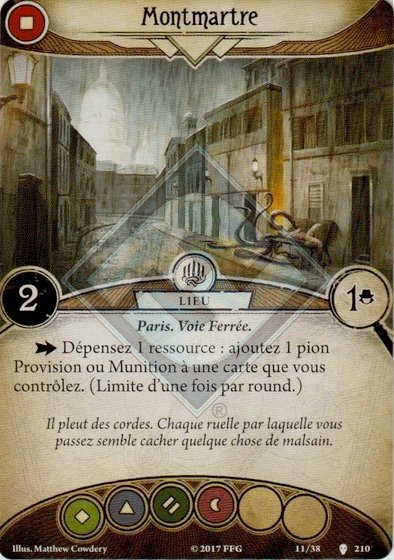 Montmartre
2
LIEU
1
Paris. Voie Ferrée.
Dépensez 1 ressource : ajoutez 1 pion
Provision ou Munition à une carte que vous
contrôlez. (Limite d'une fois par round.)
®
Il pleut des cordes. Chaque ruelle par laquelle vous
passez semble cacher quelque chose de malsain.
Illus. Matthew Cowdery © 2017 FFG 11/38 210